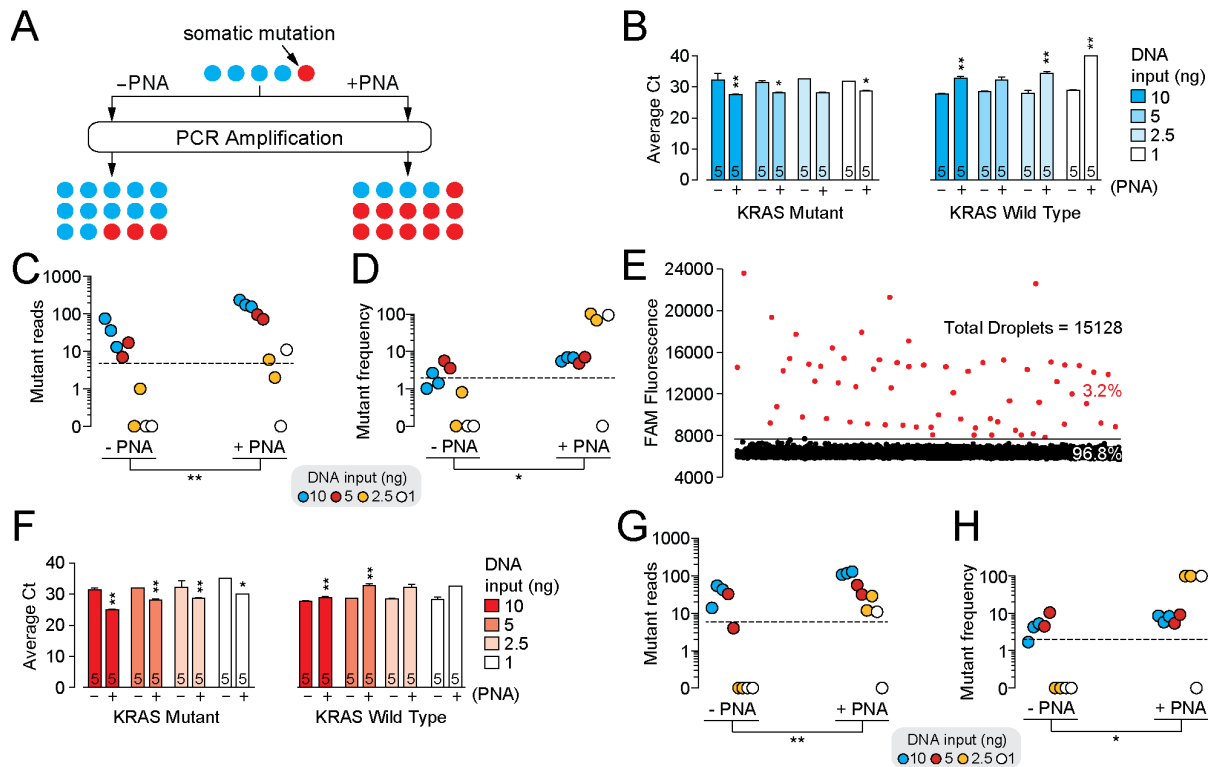 A
somatic mutation
–PNA
+PNA
PCR Amplification
B
Average Ct
40
30
20
10
0
5 5 5 5 5 5 5 5
5 5 5 5 5 5 5 5
** * * ** ** **
– + – + – + – +
– + – + – + – + (PNA)
KRAS Mutant
KRAS Wild Type
DNA
input (ng)
10
5
2.5
1
C
Mutant reads
1000
100
10
1
0
- PNA
+ PNA
**
D
Mutant frequency
100
10
1
0
- PNA
+ PNA
*
DNA input (ng)
10 5 2.5 1
E
FAM Fluorescence
24000
20000
16000
12000
8000
4000
Total Droplets = 15128
3.2%
96.8%
F
Average Ct
40
30
20
10
0
5 5 5 5 5 5 5 5
5 5 5 5 5 5 5 5
** ** ** * ** **
– + – + – + – +
– + – + – + – + (PNA)
KRAS Mutant
KRAS Wild Type
DNA
input (ng)
10
5
2.5
1
G
Mutant reads
1000
100
10
1
0
- PNA
+ PNA
**
H
Mutant frequency
100
10
1
0
- PNA
+ PNA
*
DNA input (ng)
10 5 2.5 1